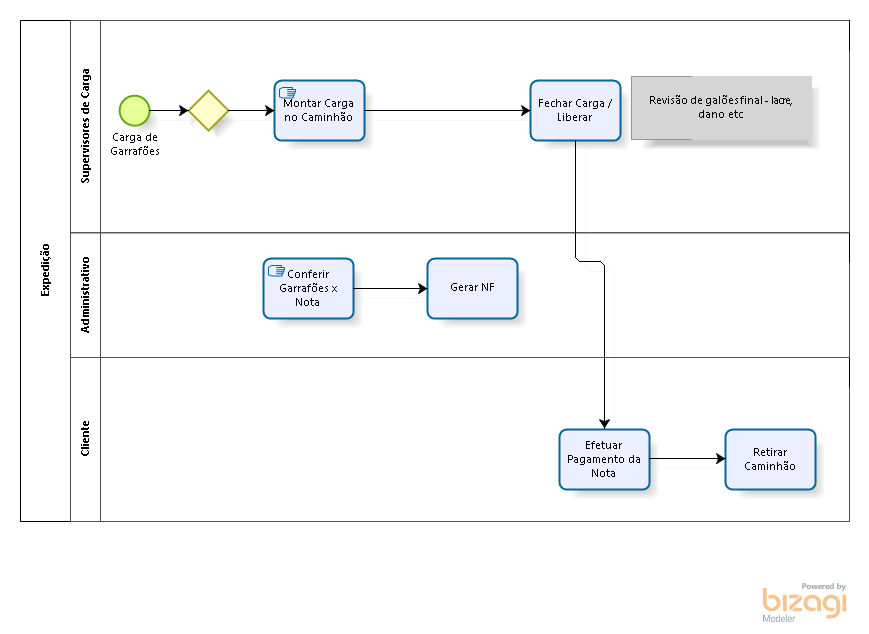 Expedição
Supervisores de Carga
Carga de
Garrafões
Montar Carga
no Caminhão
Fechar Carga /
Liberar
Revisão de galões final - lacre,
dano etc
Administrativo
Conferir
Garrafões x
Nota
Gerar NF
Cliente
Efetuar
Pagamento da
Nota
Retirar
Caminhão
Powered by
bizagi
Modeler